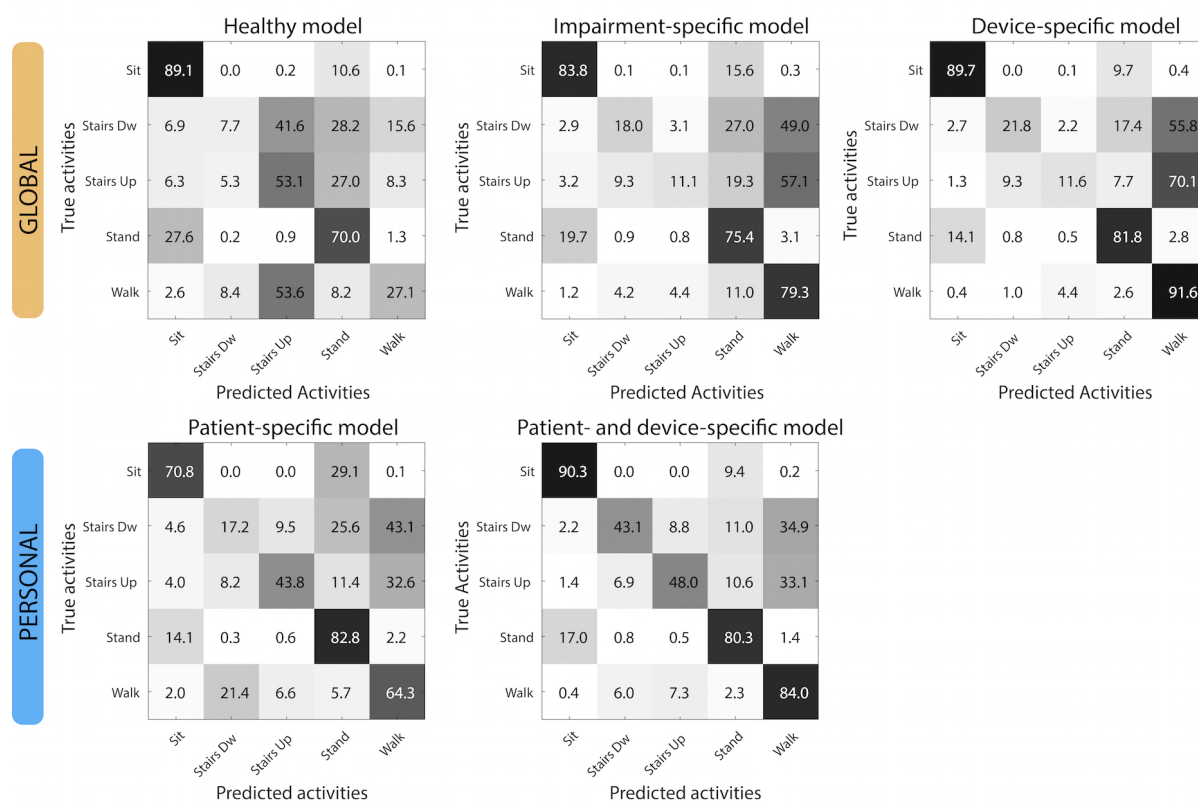 GLOBAL
Healthy model
True activities
Sit 89.1 0.0 0.2 10.6 0.1
Stairs Dw 6.9 7.7 41.6 28.2 15.6
Stairs Up 6.3 5.3 53.1 27.0 8.3
Stand 27.6 0.2 0.9 70.0 1.3
Walk 2.6 8.4 53.6 8.2 27.1
Sit Stairs Dw Stairs Up Stand Walk
Predicted Activities
Impairment-specific model
True activities
Sit 83.8 0.1 0.1 15.6 0.3
Stairs Dw 2.9 18.0 3.1 27.0 49.0
Stairs Up 3.2 9.3 11.1 19.3 57.1
Stand 19.7 0.9 0.8 75.4 3.1
Walk 1.2 4.2 4.4 11.0 79.3
Sit Stairs Dw Stairs Up Stand Walk
Predicted Activities
Device-specific model
True activities
Sit 89.7 0.0 0.1 9.7 0.4
Stairs Dw 2.7 21.8 2.2 17.4 55.8
Stairs Up 1.3 9.3 11.6 7.7 70.1
Stand 14.1 0.8 0.5 81.8 2.8
Walk 0.4 1.0 4.4 2.6 91.6
Sit Stairs Dw Stairs Up Stand Walk
Predicted Activities
PERSONAL
Patient-specific model
True activities
Sit 70.8 0.0 0.0 29.1 0.1
Stairs Dw 4.6 17.2 9.5 25.6 43.1
Stairs Up 4.0 8.2 43.8 11.4 32.6
Stand 14.1 0.3 0.6 82.8 2.2
Walk 2.0 21.4 6.6 5.7 64.3
Sit Stairs Dw Stairs Up Stand Walk
Predicted activities
Patient- and device-specific model
True Activities
Sit 90.3 0.0 0.0 9.4 0.2
Stairs Dw 2.2 43.1 8.8 11.0 34.9
Stairs Up 1.4 6.9 48.0 10.6 33.1
Stand 17.0 0.8 0.5 80.3 1.4
Walk 0.4 6.0 7.3 2.3 84.0
Sit Stairs Dw Stairs Up Stand Walk
Predicted activities